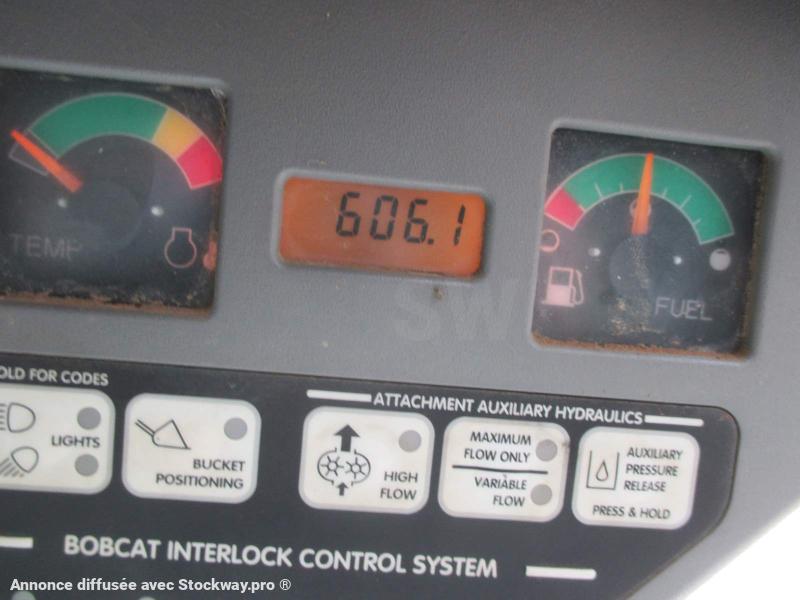 606.1
TEMP
FUEL
OLD FOR CODES
LIGHTS
BUCKET
POSITIONING
ATTACHMENT AUXILIARY HYDRAULICS
HIGH
FLOW
MAXIMUM
FLOW ONLY
VARIABLE
FLOW
AUXILIARY
PRESSURE
RELEASE
PRESS & HOLD
BOBCAT INTERLOCK CONTROL SYSTEM
Annonce diffusée avec Stockway.pro ®